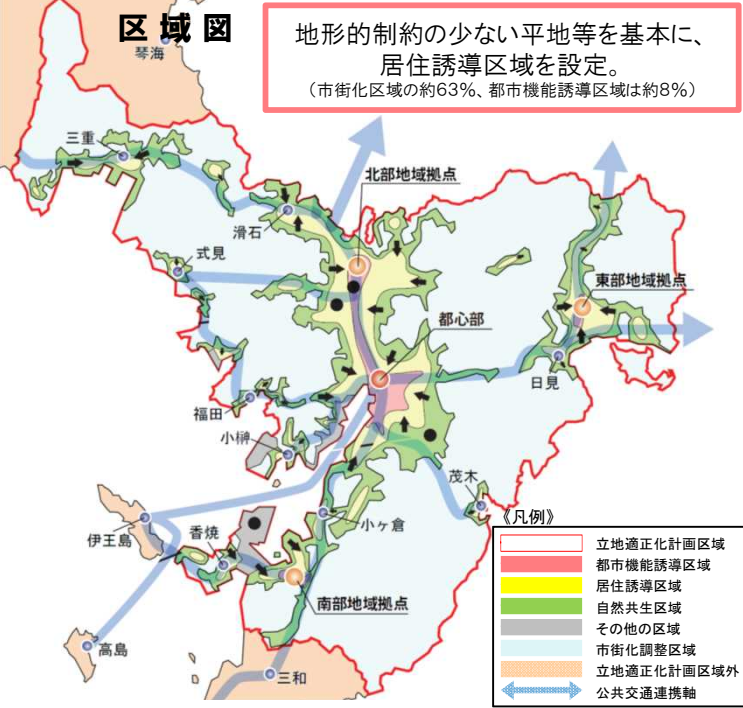 区域図
地形的制約の少ない平地等を基本に、
居住誘導区域を設定。
（市街化区域の約63%、都市機能誘導区域は約8%）
琴海
三重
北部地域拠点
滑石
式見
東部地域拠点
都心部
日見
福田
小榊
茂木
伊王島
香焼
小ヶ倉
南部地域拠点
高島
三和
《凡例》
立地適正化計画区域
都市機能誘導区域
居住誘導区域
自然共生区域
その他の区域
市街化調整区域
立地適正化計画区域外
公共交通連携軸